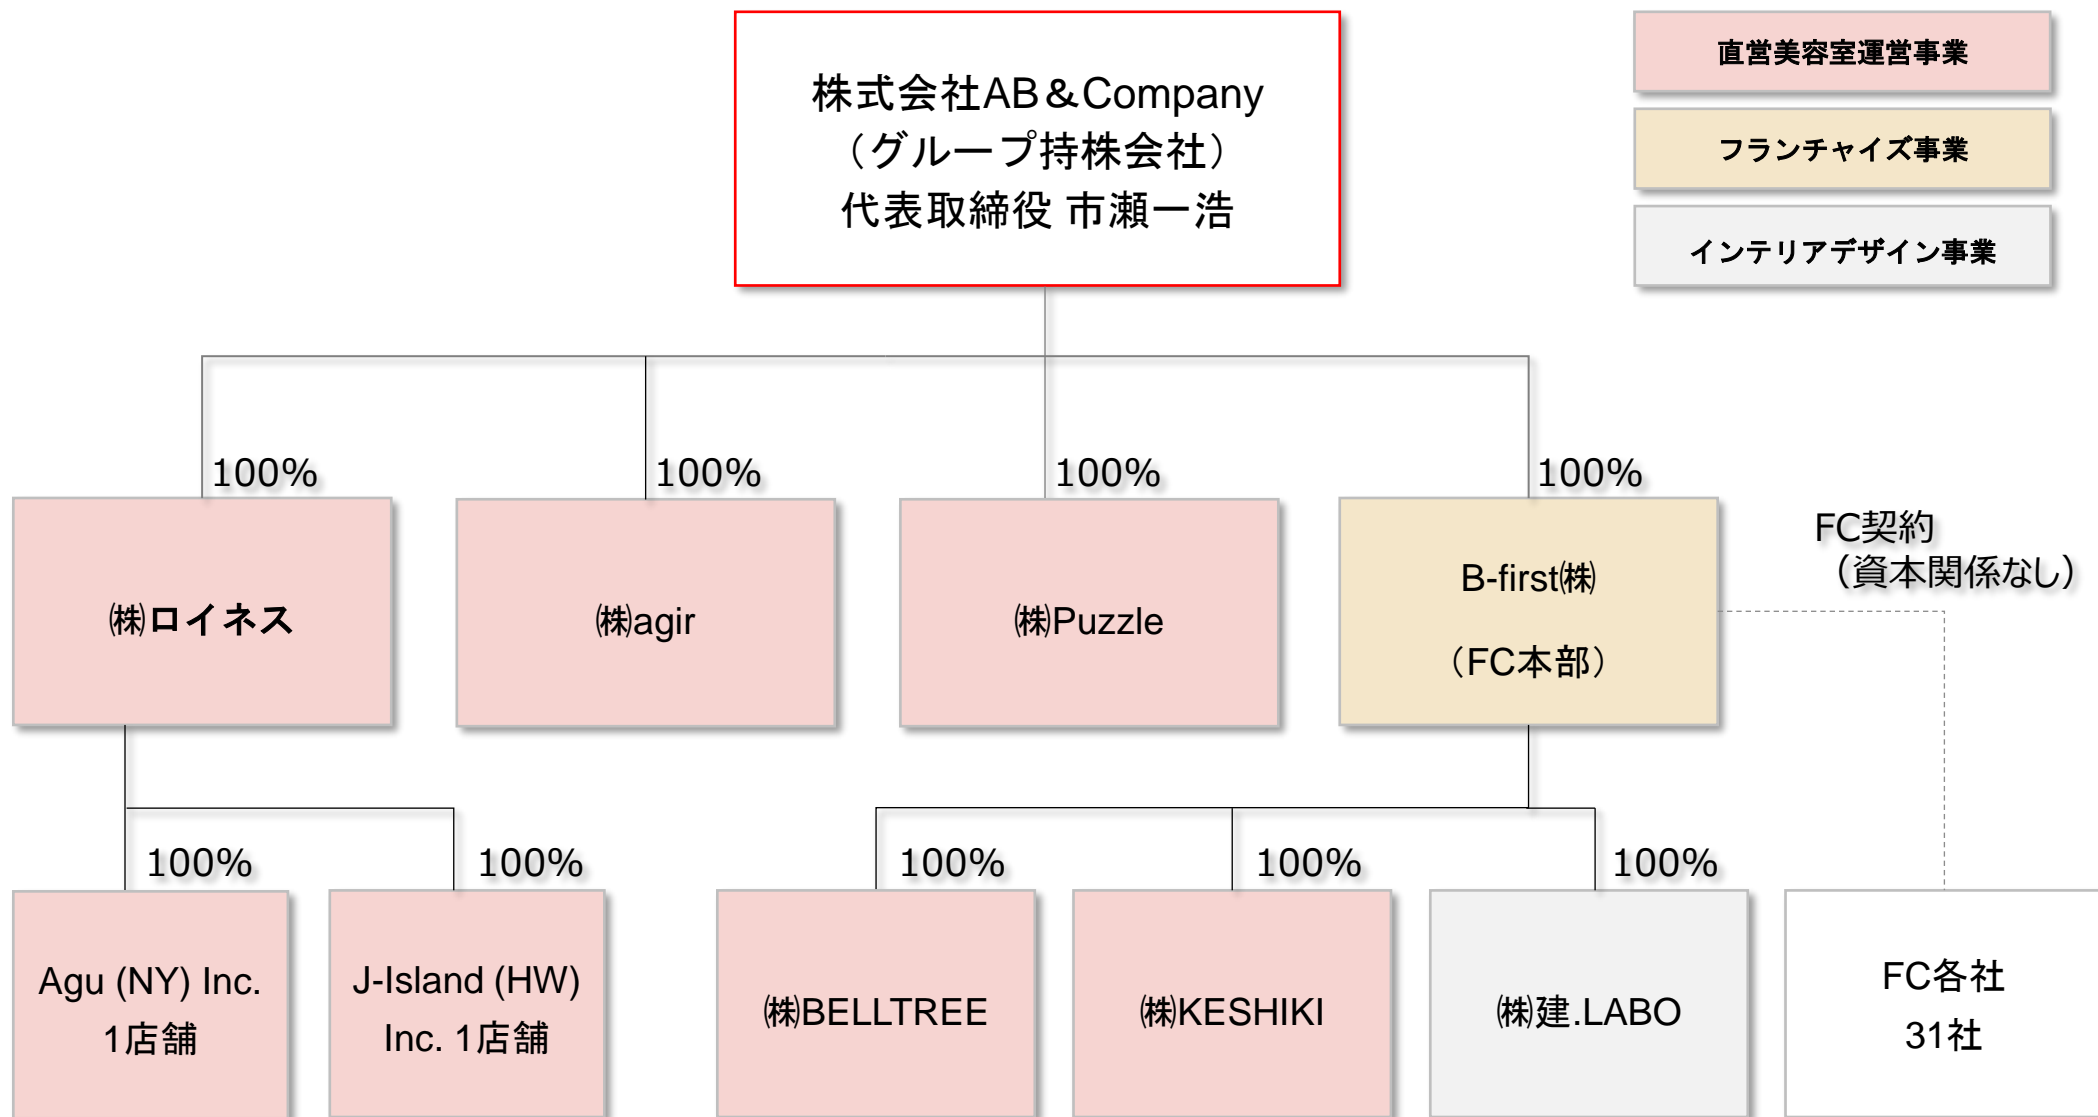 株式会社AB&Company
（グループ持株会社）
代表取締役 市瀬一浩
直営美容室運営事業
フランチャイズ事業
インテリアデザイン事業
100%
100%
100%
100%
㈱ロイネス
㈱agir
㈱Puzzle
B-first㈱
（FC本部）
FC契約
（資本関係なし）
100%
100%
100%
100%
100%
Agu (NY) Inc.
1店舗
J-Island (HW)
Inc. 1店舗
㈱BELLTREE
㈱KESHIKI
㈱建.LABO
FC各社
31社